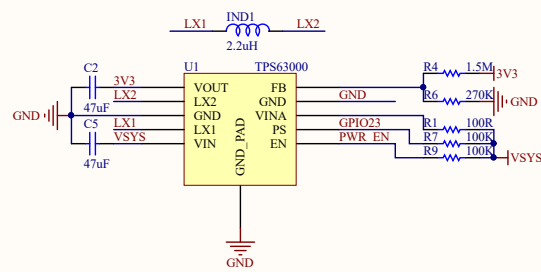 IND1
LX1 LX2
2.2uH
U1 TPS63000
C2 3V3 VOUT FB R4 1.5M 3V3
47uF LX2 LX2 GND GND R6 270K GND
GND GND VINA R1 100R
C5 LX1 LX1 PS GPIO23 R7 100K
VSYS VIN EN PWR_EN R9 100K VSYS
47uF
GND_PAD
GND